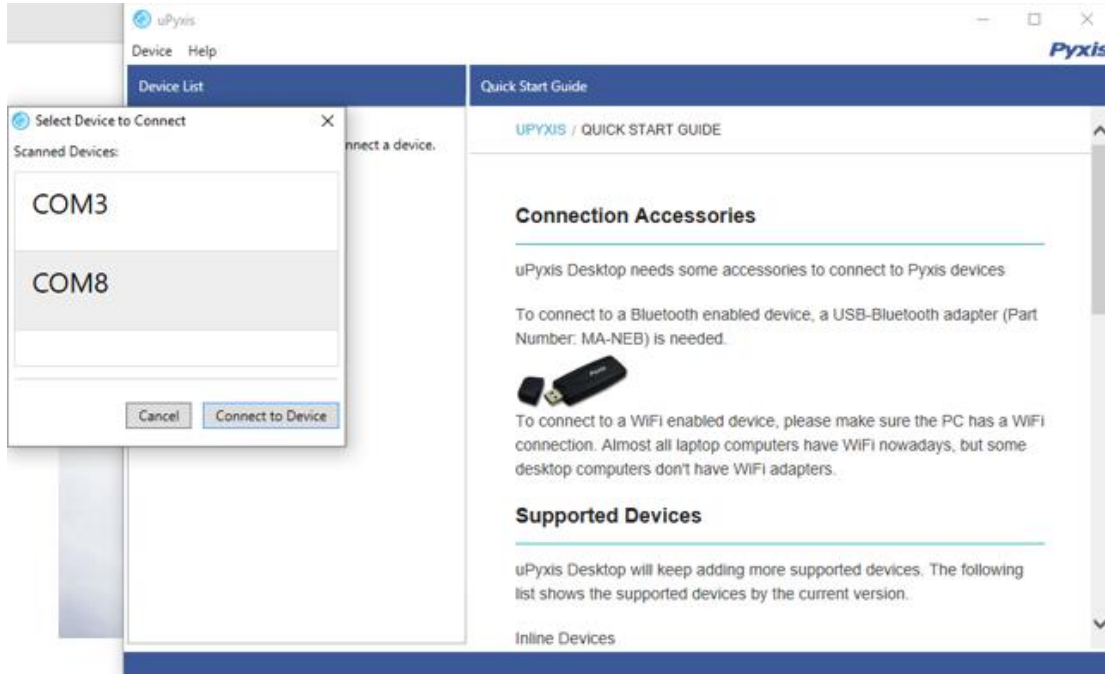 uPyxis
Device Help
Pyxis
Device List
Quick Start Guide
Select Device to Connect
Scanned Devices:
COM3
COM8
Cancel
Connect to Device
nnect a device.
UPYXIS / QUICK START GUIDE
Connection Accessories
uPyxis Desktop needs some accessories to connect to Pyxis devices
To connect to a Bluetooth enabled device, a USB-Bluetooth adapter (Part
Number: MA-NEB) is needed.
Pyxis
To connect to a WiFi enabled device, please make sure the PC has a WiFi
connection. Almost all laptop computers have WiFi nowadays, but some
desktop computers don't have WiFi adapters.
Supported Devices
uPyxis Desktop will keep adding more supported devices. The following
list shows the supported devices by the current version.
Inline Devices